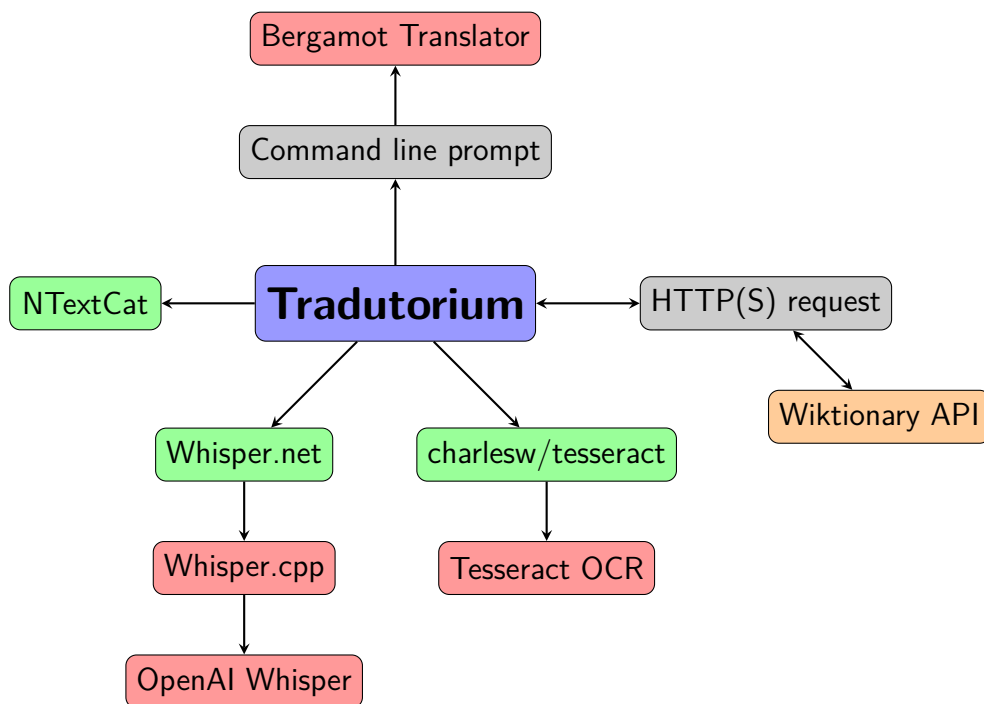 Bergamot Translator
Command line prompt
NTextCat
Tradutorium
HTTP(S) request
Wiktionary API
Whisper.net
charlesw/tesseract
Whisper.cpp
Tesseract OCR
OpenAI Whisper